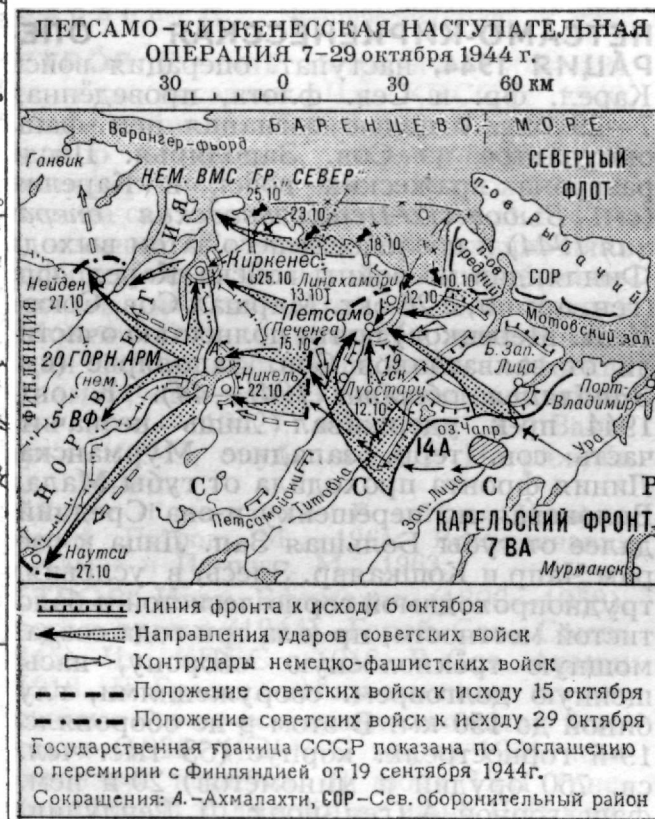 ПЕТСАМО-КИРКЕНЕССКАЯ НАСТУПАТЕЛЬНАЯ
ОПЕРАЦИЯ 7–29 октября 1944 г.
30 0 30 60 км
БАРЕНЦЕВО МОРЕ
Варангер-фьорд
Ганвик
СЕВЕРНЫЙ
ФЛОТ
НЕМ. ВМС ГР. „СЕВЕР"
25.10
23.10
18.10
п-ов Рыбачий
п-ов
Средний
СОР
Киркенес
25.10
Линахамари
13.10
12.10
10.10
Нейден
27.10
Мотовский зал.
Петсамо
(Печенга)
15.10
Б. Зап.
Лица
20 ГОРН. АРМ.
(нем.)
19
гск
Никель
22.10
Луостари
12.10
Порт-
Владимир
ФИНЛЯНДИЯ
5 ВФ
НОРВЕГИЯ
оз. Чапр
14А
Ура
С С Р
Петсамойоки
Титовка
Зап. Лица
КАРЕЛЬСКИЙ ФРОНТ
7 ВА
Наутси
27.10
Мурманск
Линия фронта к исходу 6 октября
Направления ударов советских войск
Контрудары немецко-фашистских войск
Положение советских войск к исходу 15 октября
Положение советских войск к исходу 29 октября
Государственная граница СССР показана по Соглашению
о перемирии с Финляндией от 19 сентября 1944г.
Сокращения: А.-Ахмалахти, СОР-Сев. оборонительный район